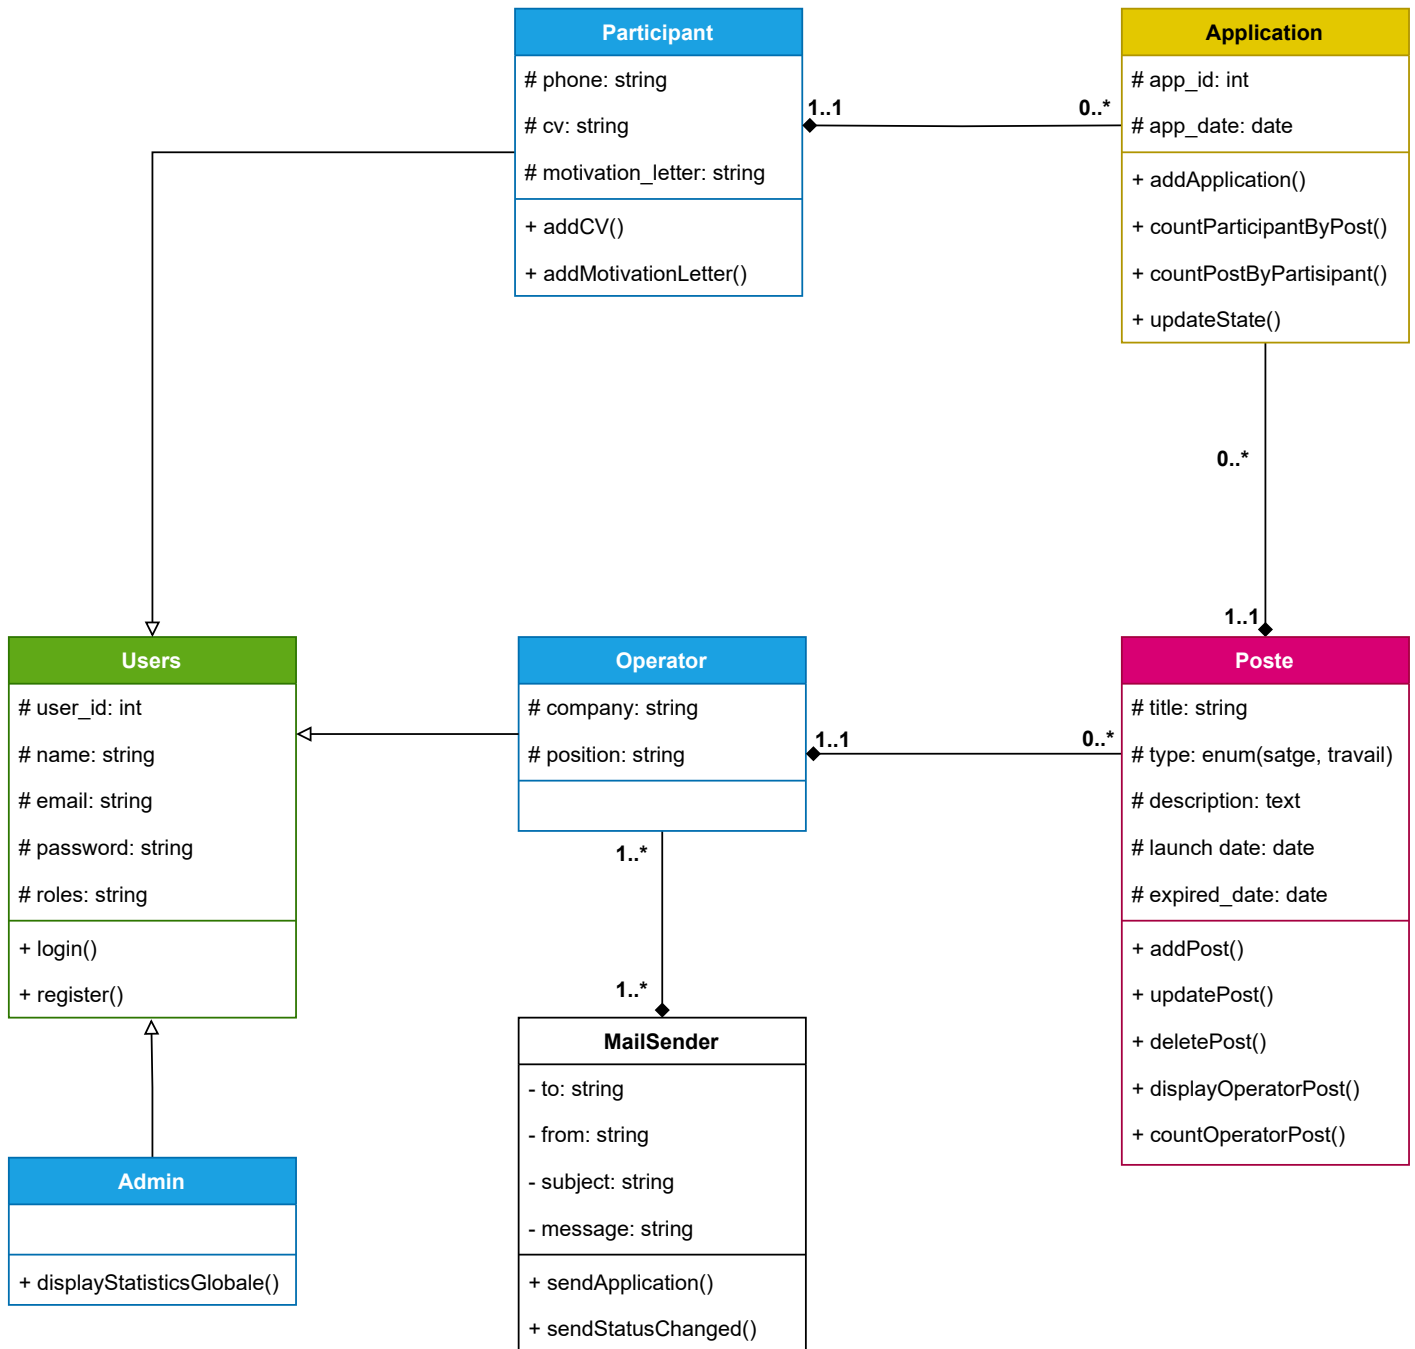 Participant
# phone: string
# cv: string
# motivation_letter: string
+ addCV()
+ addMotivationLetter()
1..1
0..*
Application
# app_id: int
# app_date: date
+ addApplication()
+ countParticipantByPost()
+ countPostByPartisipant()
+ updateState()
0..*
1..1
Users
# user_id: int
# name: string
# email: string
# password: string
# roles: string
+ login()
+ register()
Operator
# company: string
# position: string
1..1
0..*
Poste
# title: string
# type: enum(satge, travail)
# description: text
# launch date: date
# expired_date: date
+ addPost()
+ updatePost()
+ deletePost()
+ displayOperatorPost()
+ countOperatorPost()
1..*
1..*
MailSender
- to: string
- from: string
- subject: string
- message: string
+ sendApplication()
+ sendStatusChanged()
Admin
+ displayStatisticsGlobale()